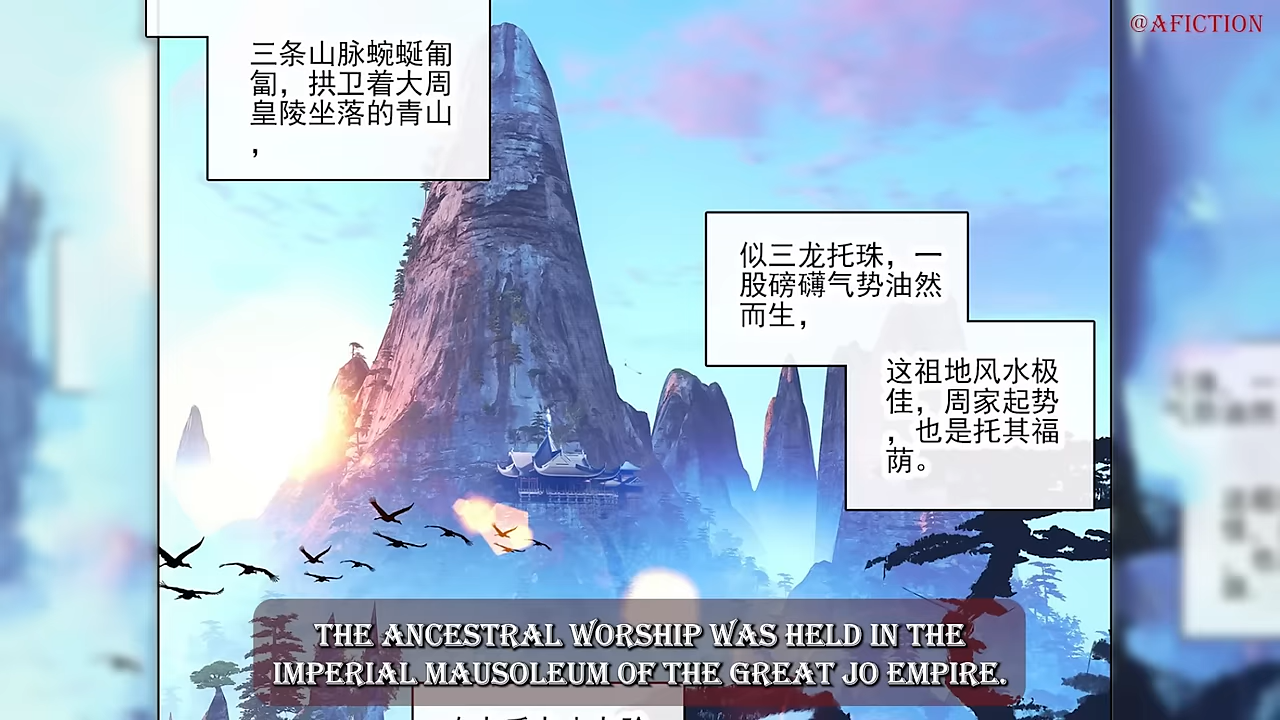 @AFICTION
三条山脉蜿蜒匍
匐，拱卫着大周
皇陵坐落的青山
，
似三龙托珠，一
股磅礴气势油然
而生，
这祖地风水极
佳，周家起势
，也是托其福
荫。
THE ANCESTRAL WORSHIP WAS HELD IN THE
IMPERIAL MAUSOLEUM OF THE GREAT JO EMPIRE.